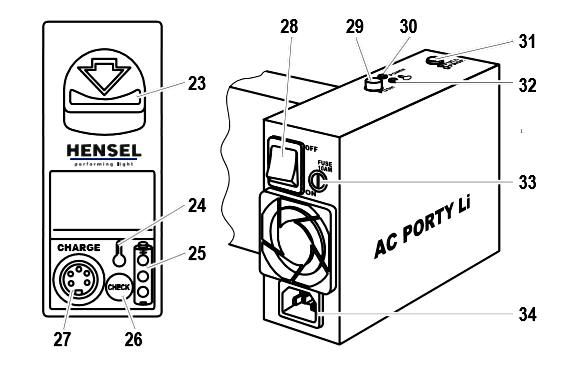 23
HENSEL
performing light
24
CHARGE
25
CHECK
27
26
28
29
30
31
32
OFF
FUSE
10AM
ON
33
AC PORTY Li
34